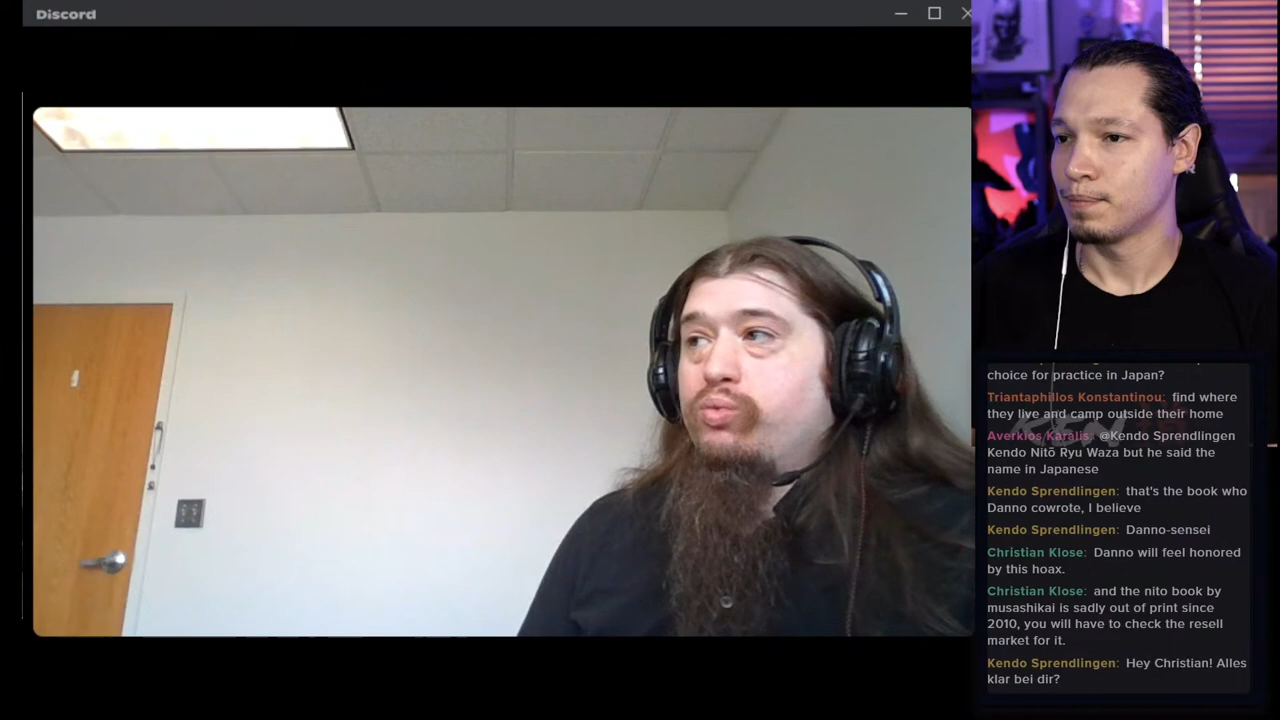 Discord
choice for practice in Japan?
Triantaphillos Konstantinou: find where
they live and camp outside their home
Averkios Karalis: @Kendo Sprendlingen
Kendo Nitō Ryu Waza but he said the
name in Japanese
Kendo Sprendlingen: that's the book who
Danno cowrote, I believe
Kendo Sprendlingen: Danno-sensei
Christian Klose: Danno will feel honored
by this hoax.
Christian Klose: and the nito book by
musashikai is sadly out of print since
2010, you will have to check the resell
market for it.
Kendo Sprendlingen: Hey Christian! Alles
klar bei dir?